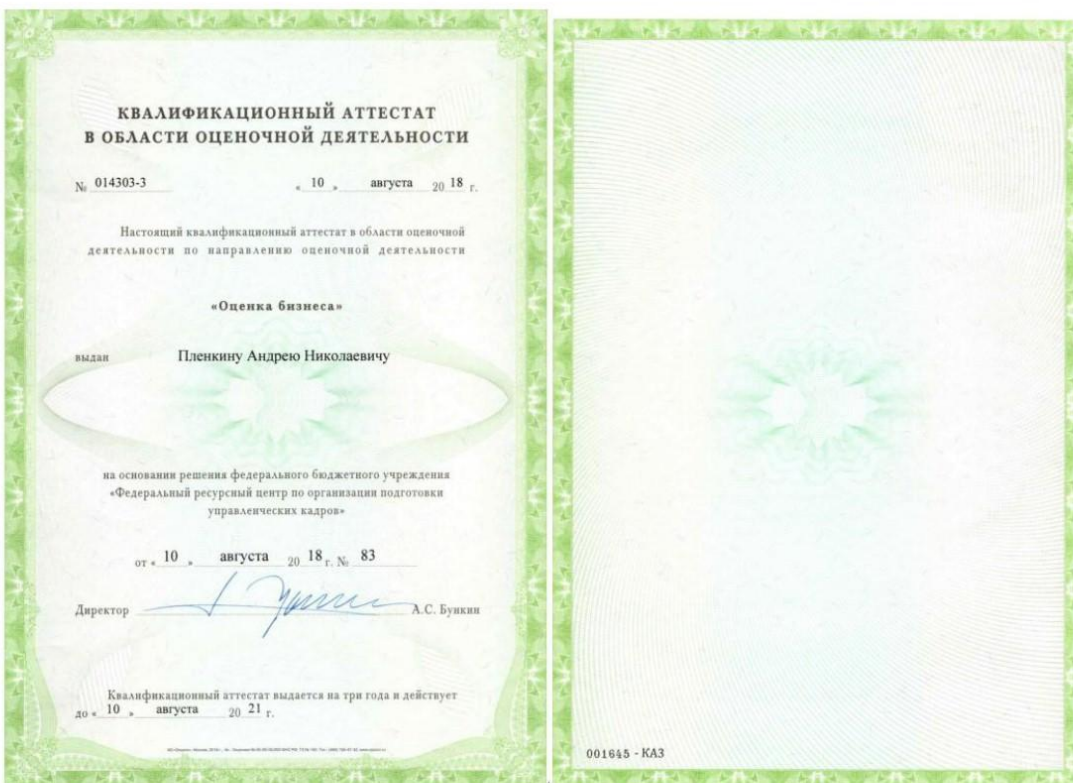 КВАЛИФИКАЦИОННЫЙ АТТЕСТАТ
В ОБЛАСТИ ОЦЕНОЧНОЙ ДЕЯТЕЛЬНОСТИ
№ 014303-3 « 10 » августа 20 18 г.
Настоящий квалификационный аттестат в области оценочной
деятельности по направлению оценочной деятельности
«Оценка бизнеса»
выдан Пленкину Андрею Николаевичу
на основании решения федерального бюджетного учреждения
«Федеральный ресурсный центр по организации подготовки
управленческих кадров»
от « 10 » августа 20 18 г. № 83
Директор А.С. Бункин
Квалификационный аттестат выдается на три года и действует
до « 10 » августа 20 21 г.
001645 - КАЗ